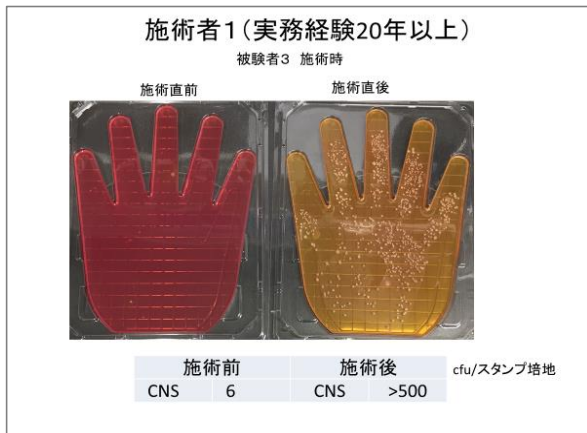 施術者１（実務経験20年以上）
被験者３　施術時
施術直前
施術直後
施術前 施術後 cfu/スタンプ培地
CNS 6 CNS >500